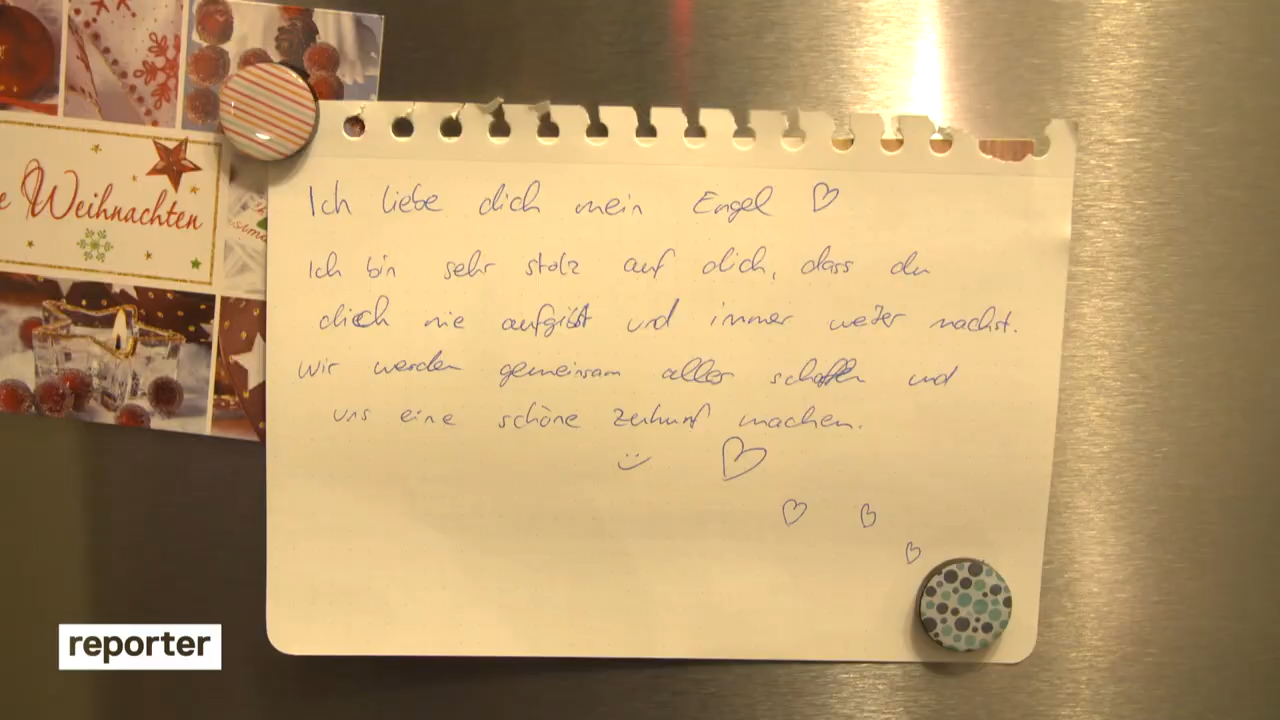 e Weihnachten
Ich liebe dich mein Engel ♡
Ich bin sehr stolz auf dich, dass du
dich nie aufgibst und immer weiter machst.
Wir werden gemeinsam alles schaffen und
uns eine schöne Zukunft machen.
reporter